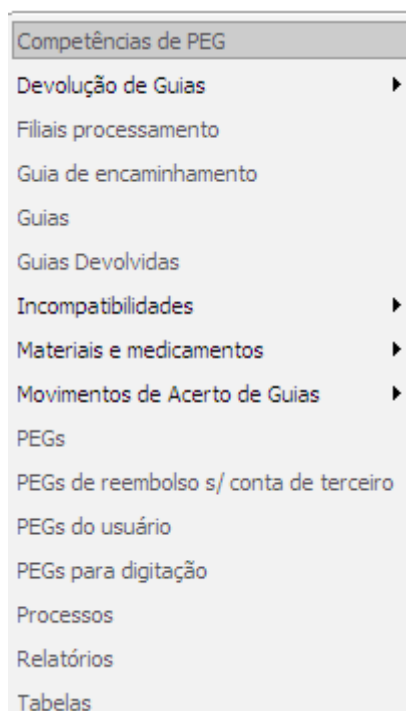 Competências de PEG
Devolução de Guias
Filiais processamento
Guia de encaminhamento
Guias
Guias Devolvidas
Incompatibilidades
Materiais e medicamentos
Movimentos de Acerto de Guias
PEGs
PEGs de reembolso s/ conta de terceiro
PEGs do usuário
PEGs para digitação
Processos
Relatórios
Tabelas